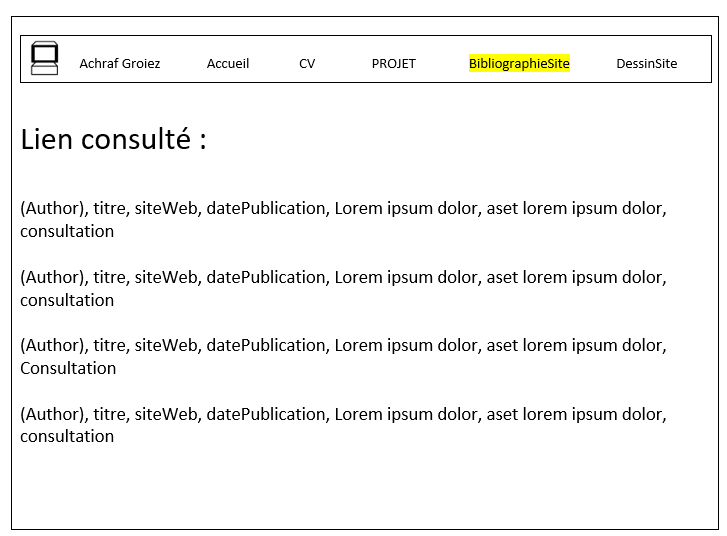 Achraf Groiez Accueil CV PROJET BibliographieSite DessinSite
Lien consulté :
(Author), titre, siteWeb, datePublication, Lorem ipsum dolor, aset lorem ipsum dolor,
consultation
(Author), titre, siteWeb, datePublication, Lorem ipsum dolor, aset lorem ipsum dolor,
consultation
(Author), titre, siteWeb, datePublication, Lorem ipsum dolor, aset lorem ipsum dolor,
Consultation
(Author), titre, siteWeb, datePublication, Lorem ipsum dolor, aset lorem ipsum dolor,
consultation